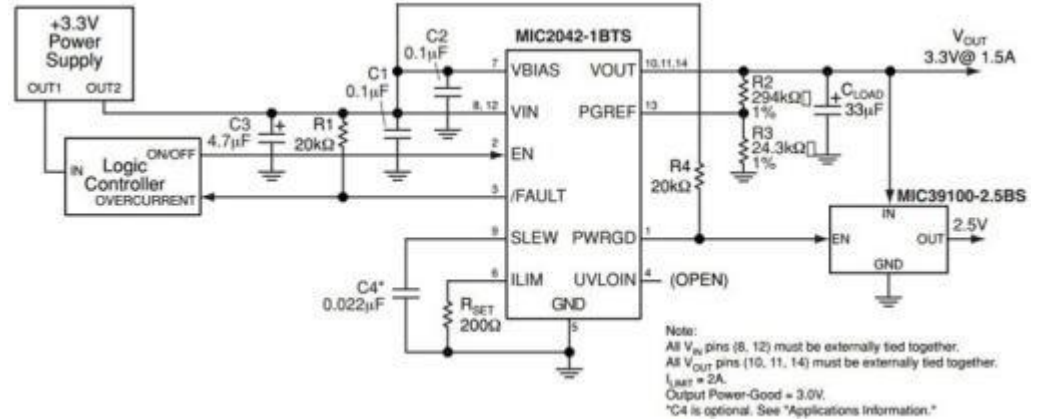 +3.3V
Power
Supply
OUT1 OUT2
C3
4.7µF
R1
20kΩ
C1
0.1µF
C2
0.1µF
MIC2042-1BTS
7 VBIAS VOUT 10,11,14
8, 12 VIN PGREF 13
2 EN
3 /FAULT
9 SLEW PWRGD 1
6 ILIM UVLOIN 4 (OPEN)
GND
5
IN
Logic
Controller
ON/OFF
OVERCURRENT
C4*
0.022µF
RSET
200Ω
R2
294kΩ
1%
R3
24.3kΩ
1%
CLOAD
33µF
+
VOUT
3.3V@ 1.5A
R4
20kΩ
MIC39100-2.5BS
IN
EN OUT
GND
2.5V
Note:
All VIN pins (8, 12) must be externally tied together.
All VOUT pins (10, 11, 14) must be externally tied together.
ILIMIT = 2A.
Output Power-Good = 3.0V.
*C4 is optional. See "Applications Information."